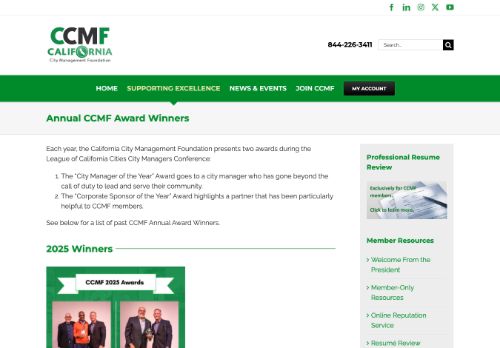 CCMF
CALIFORNIA
City Management Foundation
844-226-3411
Search...
HOME
SUPPORTING EXCELLENCE
NEWS & EVENTS
JOIN CCMF
MY ACCOUNT
Annual CCMF Award Winners
Each year, the California City Management Foundation presents two awards during the
League of California Cities City Managers Conference:
1. The "City Manager of the Year" Award goes to a city manager who has gone beyond the
call of duty to lead and serve their community.
2. The "Corporate Sponsor of the Year" Award highlights a partner that has been particularly
helpful to CCMF members.
See below for a list of past CCMF Annual Award Winners.
2025 Winners
CCMF 2025 Awards
Professional Resume
Review
Exclusively for CCMF
members.
Click to learn more.
Member Resources
Welcome From the
President
Member-Only
Resources
Online Reputation
Service
Resume Review